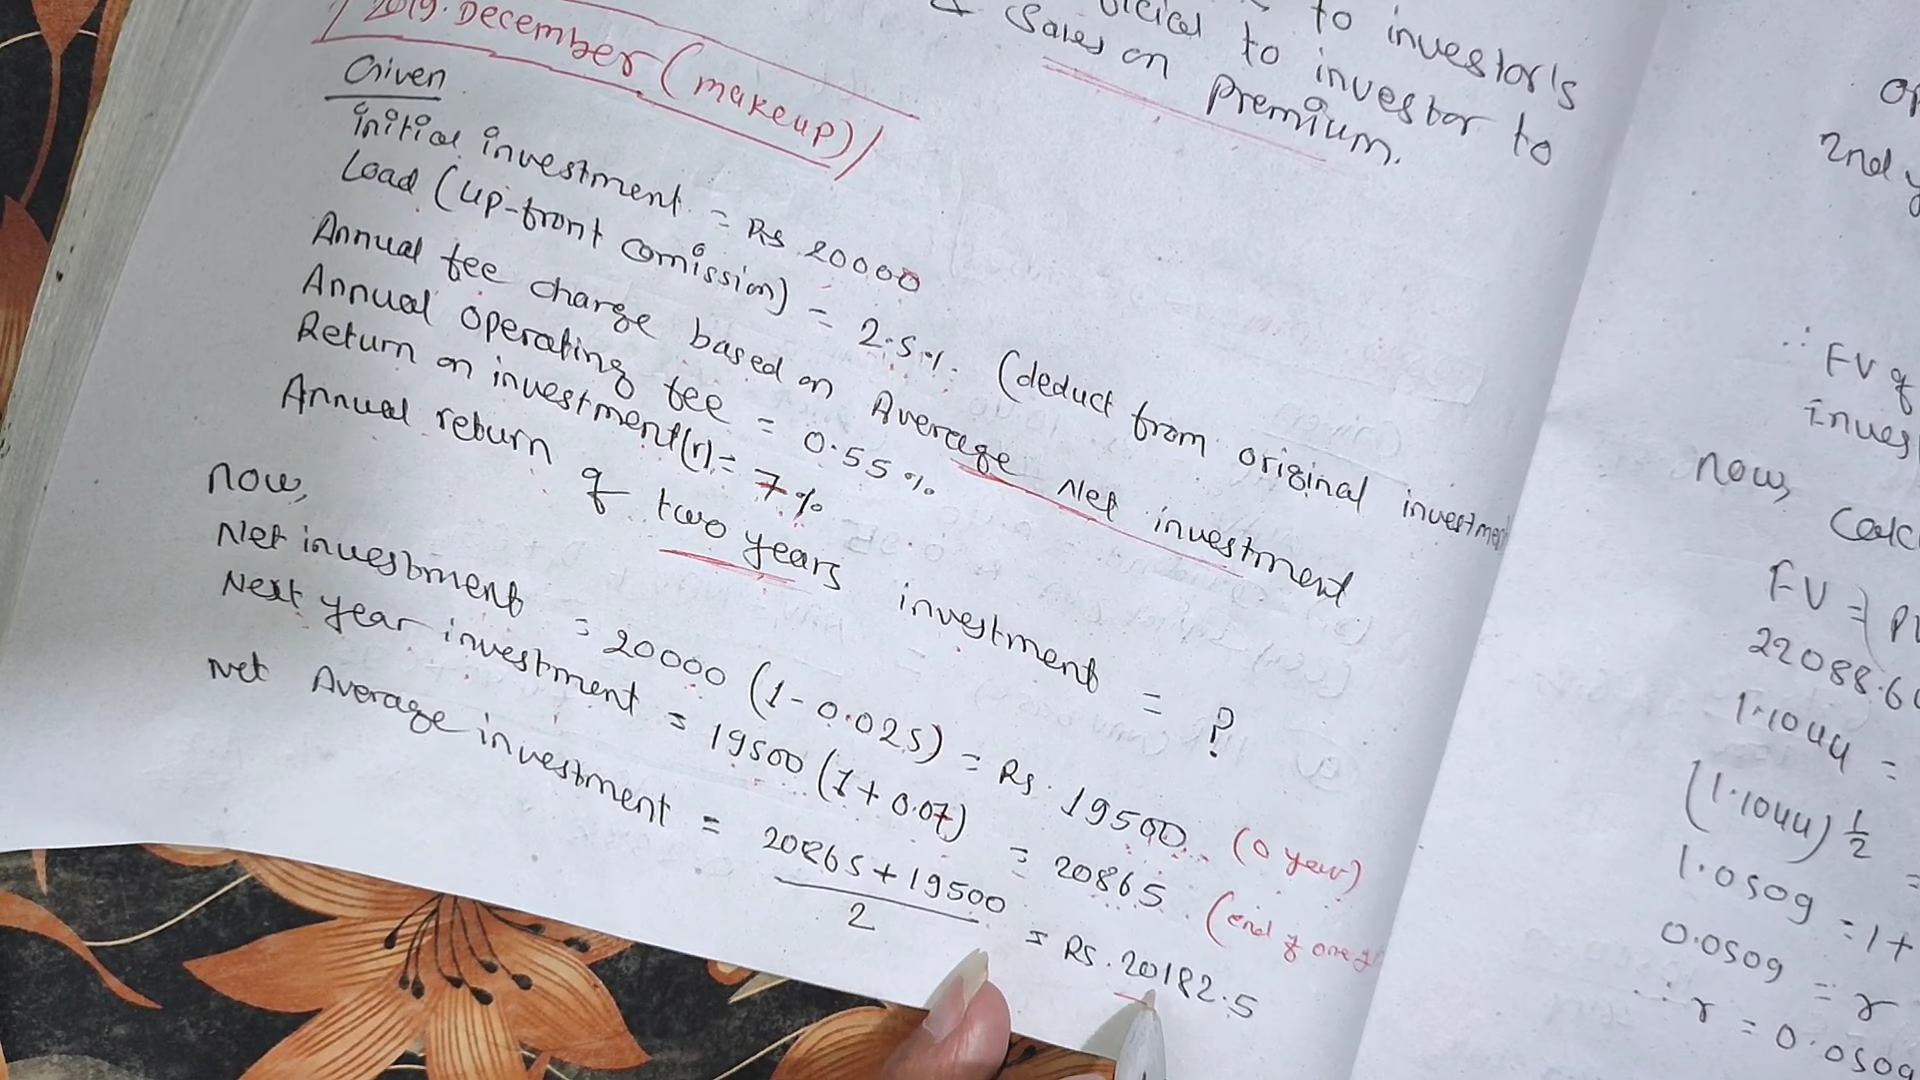 to investor's
to investor to
& Sales on
Premium.
2019. December (makeup)
Given
initial investment = Rs 20000
Load (up-front comission) = 2.5%. (deduct from original investmen
Annual fee charge based on Average Net investment
Annual operating fee = 0.55%
Return on investment(r) = 7%
Annual return of two years investment = ?
now,
Net investment = 20000 (1-0.025) = Rs. 19500 (0 year)
Next year investment = 19500 (1+0.07) = 20865 (end of one y
Net Average investment = 20865+19500
2
= Rs. 20182.5
2nd y
∴ FV of
inves
now, calc
FV =
22088.6
1.1044 =
(1.1044) 1/2 =
1.0509 = 1+
0.0509 = r
∴ r = 0.0509